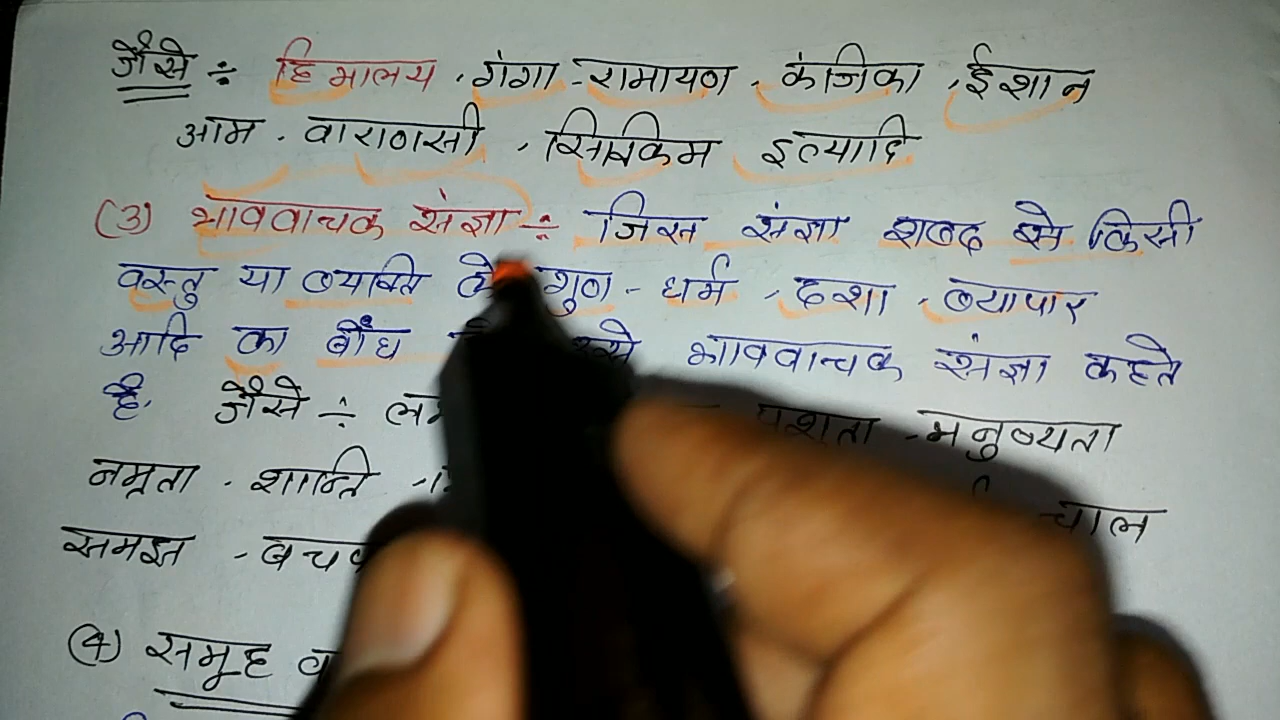 जैसे ÷ हिमालय, गंगा - रामायण, कंजिका, ईशान
आम, वाराणसी, सिक्किम इत्यादि
(3) भाववाचक संज्ञा ÷ जिस संज्ञा शब्द से किसी
वस्तु या व्यक्ति के गुण - धर्म, दशा, व्यापार
आदि का बोंध भाववाचक संज्ञा कहते
है, जैसे ÷ पशुता - मनुष्यता
नम्रता - शान्ति - चाल
समझ -
(4) समूह